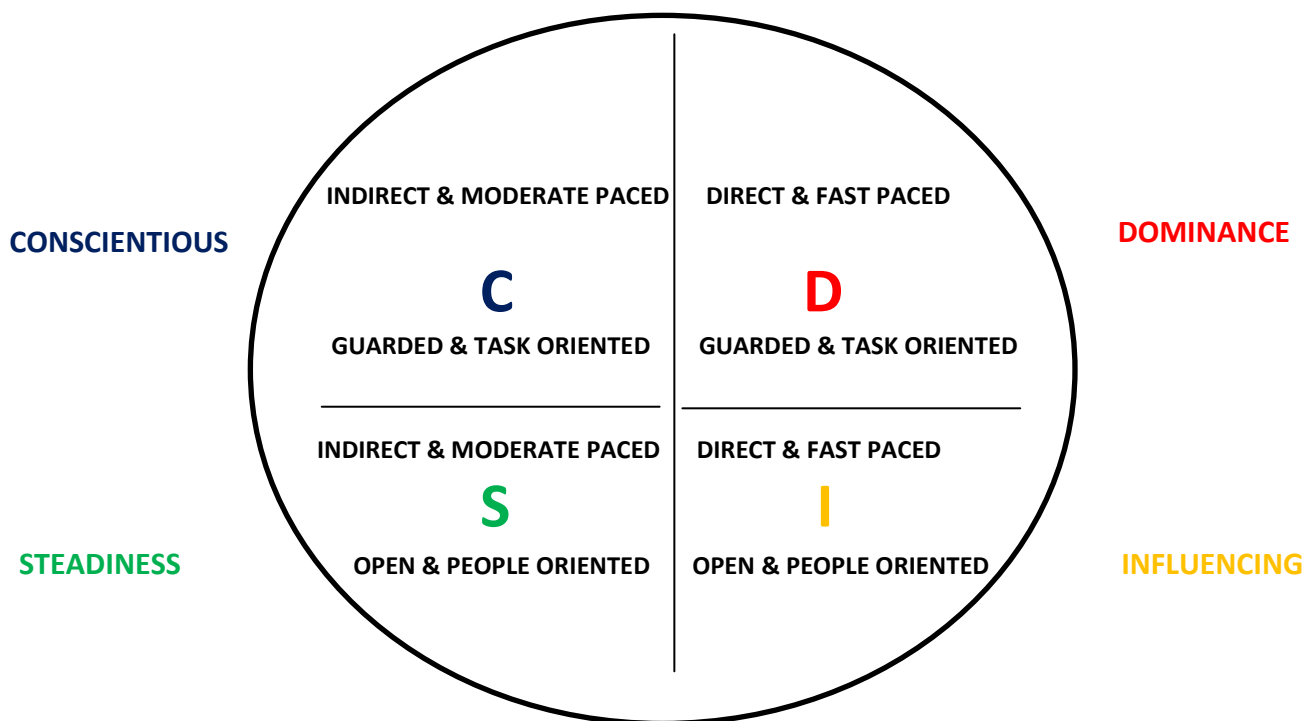 INDIRECT & MODERATE PACED
DIRECT & FAST PACED
CONSCIENTIOUS
DOMINANCE
C
D
GUARDED & TASK ORIENTED
GUARDED & TASK ORIENTED
INDIRECT & MODERATE PACED
DIRECT & FAST PACED
S
I
STEADINESS
OPEN & PEOPLE ORIENTED
OPEN & PEOPLE ORIENTED
INFLUENCING